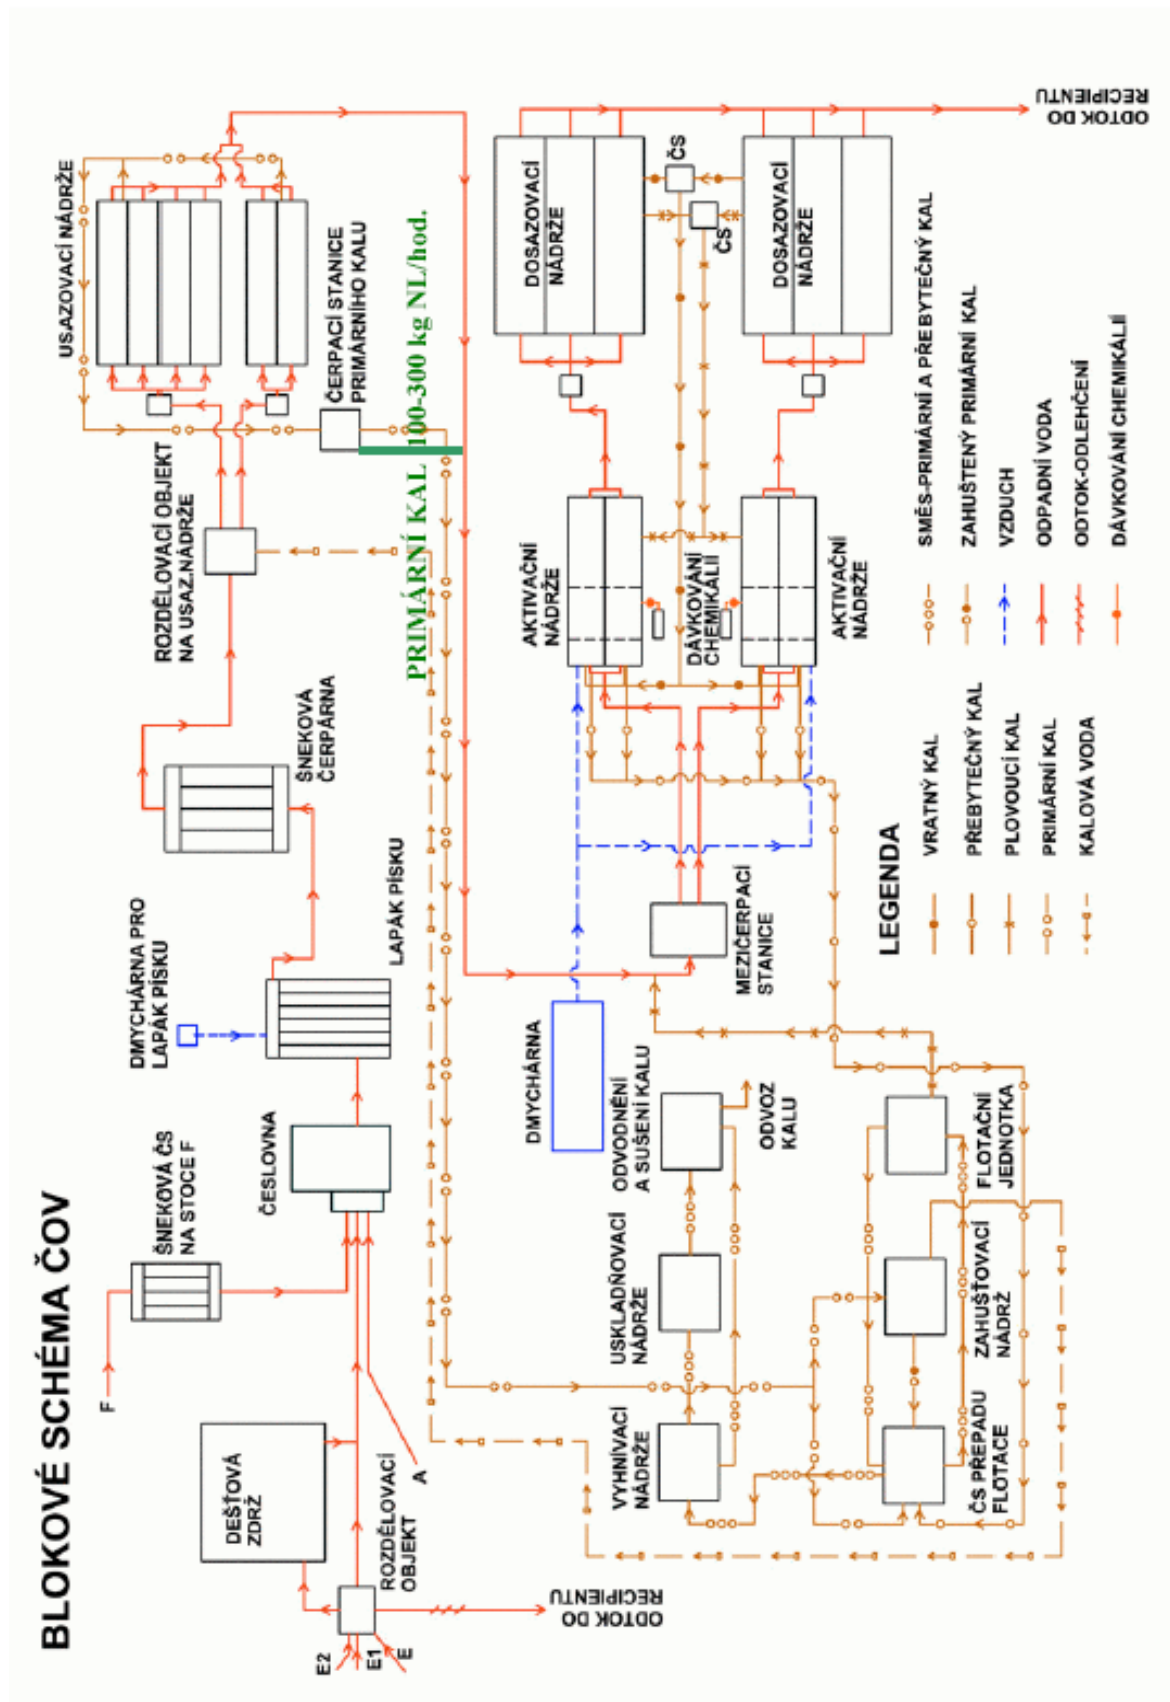 BLOKOVÉ SCHÉMA ČOV
F
ŠNEKOVÁ ČS
NA STOCE F
DMYCHÁRNA PRO
LAPÁK PÍSKU
ŠNEKOVÁ
ČERPÁRNA
ROZDĚLOVACÍ OBJEKT
NA USAZ.NÁDRŽE
USAZOVACÍ NÁDRŽE
DEŠŤOVÁ
ZDRŽ
ČESLOVNA
LAPÁK PÍSKU
ČERPACÍ STANICE
PRIMÁRNÍHO KALU
E2
E1
E
ROZDĚLOVACÍ
OBJEKT
A
PRIMÁRNÍ KAL 100-300 kg NL/hod.
ODTOK DO
RECIPIENTU
DMYCHÁRNA
AKTIVAČNÍ
NÁDRŽE
DOSAZOVACÍ
NÁDRŽE
VYHNÍVACÍ
NÁDRŽE
USKLADŇOVACÍ
NÁDRŽE
ODVODNĚNÍ
A SUŠENÍ KALU
ODVOZ
KALU
MEZIČERPACÍ
STANICE
DÁVKOVÁNÍ
CHEMIKÁLIÍ
ČS
ČS
AKTIVAČNÍ
NÁDRŽE
DOSAZOVACÍ
NÁDRŽE
ODTOK DO
RECIPIENTU
ČS PŘEPADU
FLOTACE
ZAHUŠŤOVACÍ
NÁDRŽ
FLOTAČNÍ
JEDNOTKA
LEGENDA
VRATNÝ KAL
PŘEBYTEČNÝ KAL
PLOVOUCÍ KAL
PRIMÁRNÍ KAL
KALOVÁ VODA
SMĚS-PRIMÁRNÍ A PŘEBYTEČNÝ KAL
ZAHUŠTENÝ PRIMÁRNÍ KAL
VZDUCH
ODPADNÍ VODA
ODTOK-ODLEHČENÍ
DÁVKOVÁNÍ CHEMIKÁLIÍ